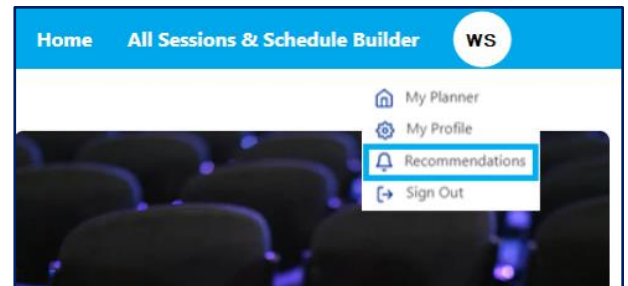 Home All Sessions & Schedule Builder WS
My Planner
My Profile
Recommendations
Sign Out